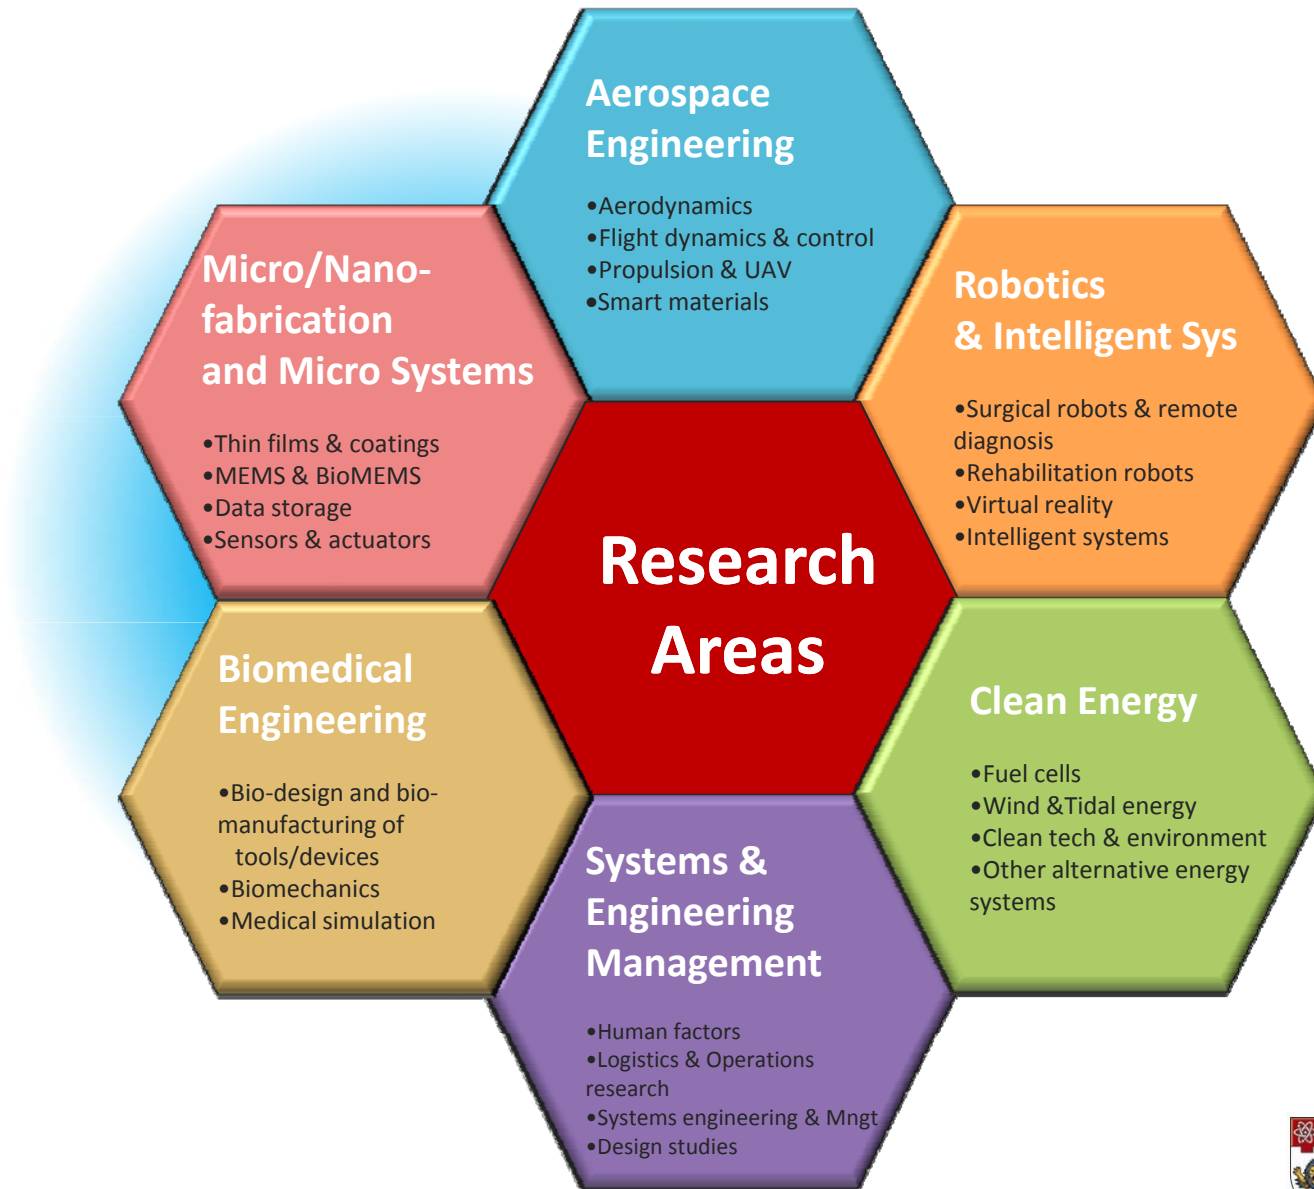 Aerospace
Engineering
•Aerodynamics
•Flight dynamics & control
•Propulsion & UAV
•Smart materials
Micro/Nano-
fabrication
and Micro Systems
•Thin films & coatings
•MEMS & BioMEMS
•Data storage
•Sensors & actuators
Robotics
& Intelligent Sys
•Surgical robots & remote
diagnosis
•Rehabilitation robots
•Virtual reality
•Intelligent systems
Research
Areas
Biomedical
Engineering
•Bio-design and bio-
manufacturing of
tools/devices
•Biomechanics
•Medical simulation
Clean Energy
•Fuel cells
•Wind &Tidal energy
•Clean tech & environment
•Other alternative energy
systems
Systems &
Engineering
Management
•Human factors
•Logistics & Operations
research
•Systems engineering & Mngt
•Design studies